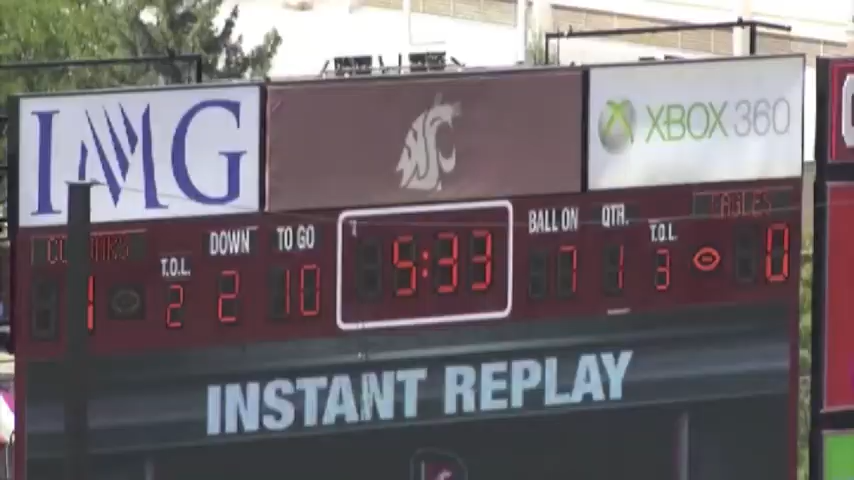 IMG
XBOX 360
EAGLES
DOWN TO GO BALL ON QTR.
T.O.L. T.O.L.
1 2 2 10 5:33 7 1 3 0
INSTANT REPLAY